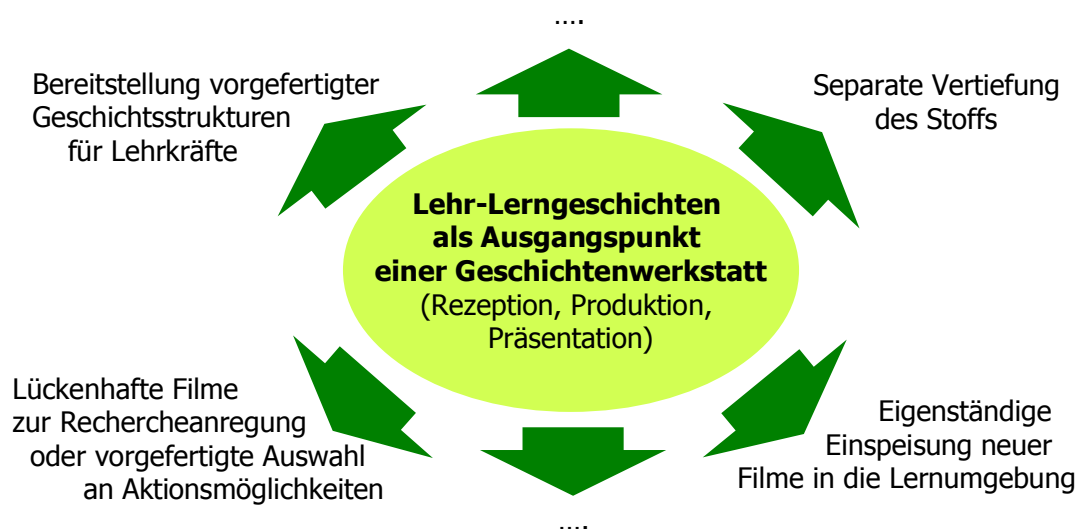 ….
Bereitstellung vorgefertigter
Geschichtsstrukturen
für Lehrkräfte
Separate Vertiefung
des Stoffs
Lehr-Lerngeschichten
als Ausgangspunkt
einer Geschichtenwerkstatt
(Rezeption, Produktion,
Präsentation)
Lückenhafte Filme
zur Rechercheanregung
oder vorgefertigte Auswahl
an Aktionsmöglichkeiten
Eigenständige
Einspeisung neuer
Filme in die Lernumgebung
….